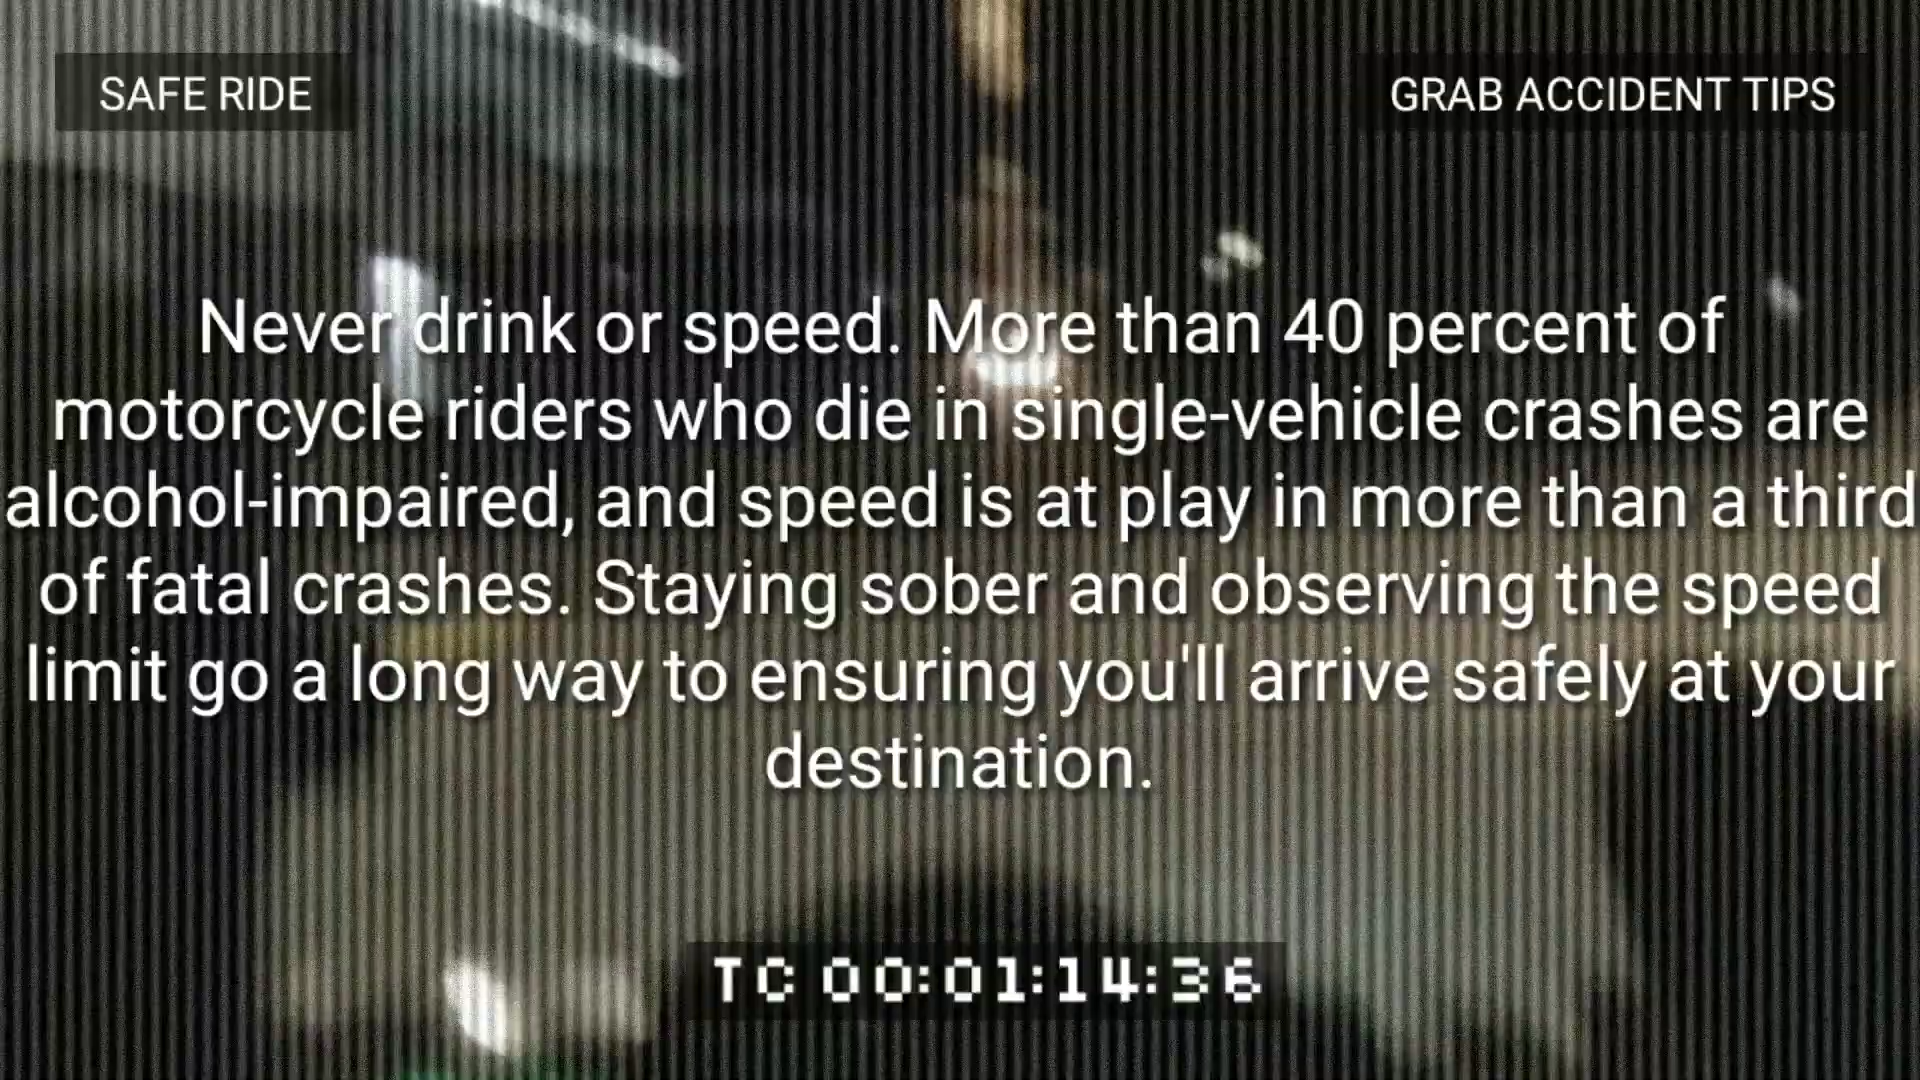 SAFE RIDE
GRAB ACCIDENT TIPS
Never drink or speed. More than 40 percent of
motorcycle riders who die in single-vehicle crashes are
alcohol-impaired, and speed is at play in more than a third
of fatal crashes. Staying sober and observing the speed
limit go a long way to ensuring you'll arrive safely at your
destination.
TC 00:01:14:36